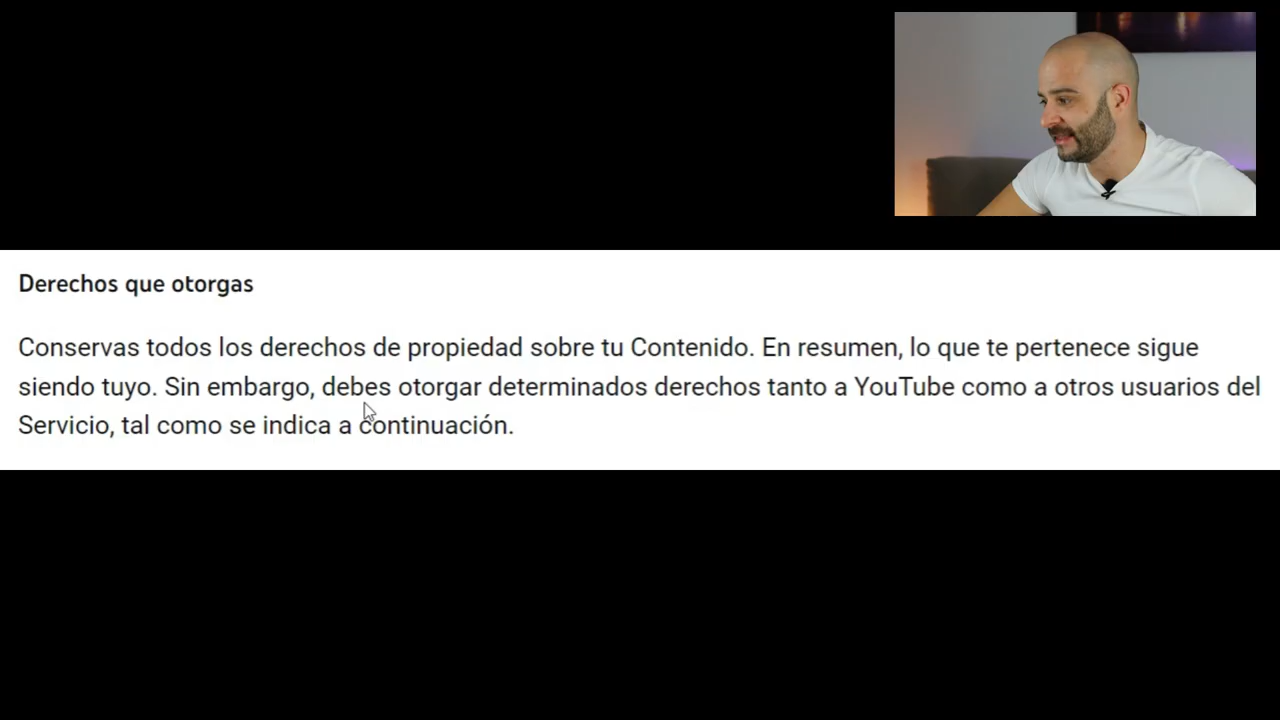 Derechos que otorgas
Conservas todos los derechos de propiedad sobre tu Contenido. En resumen, lo que te pertenece sigue
siendo tuyo. Sin embargo, debes otorgar determinados derechos tanto a YouTube como a otros usuarios del
Servicio, tal como se indica a continuación.